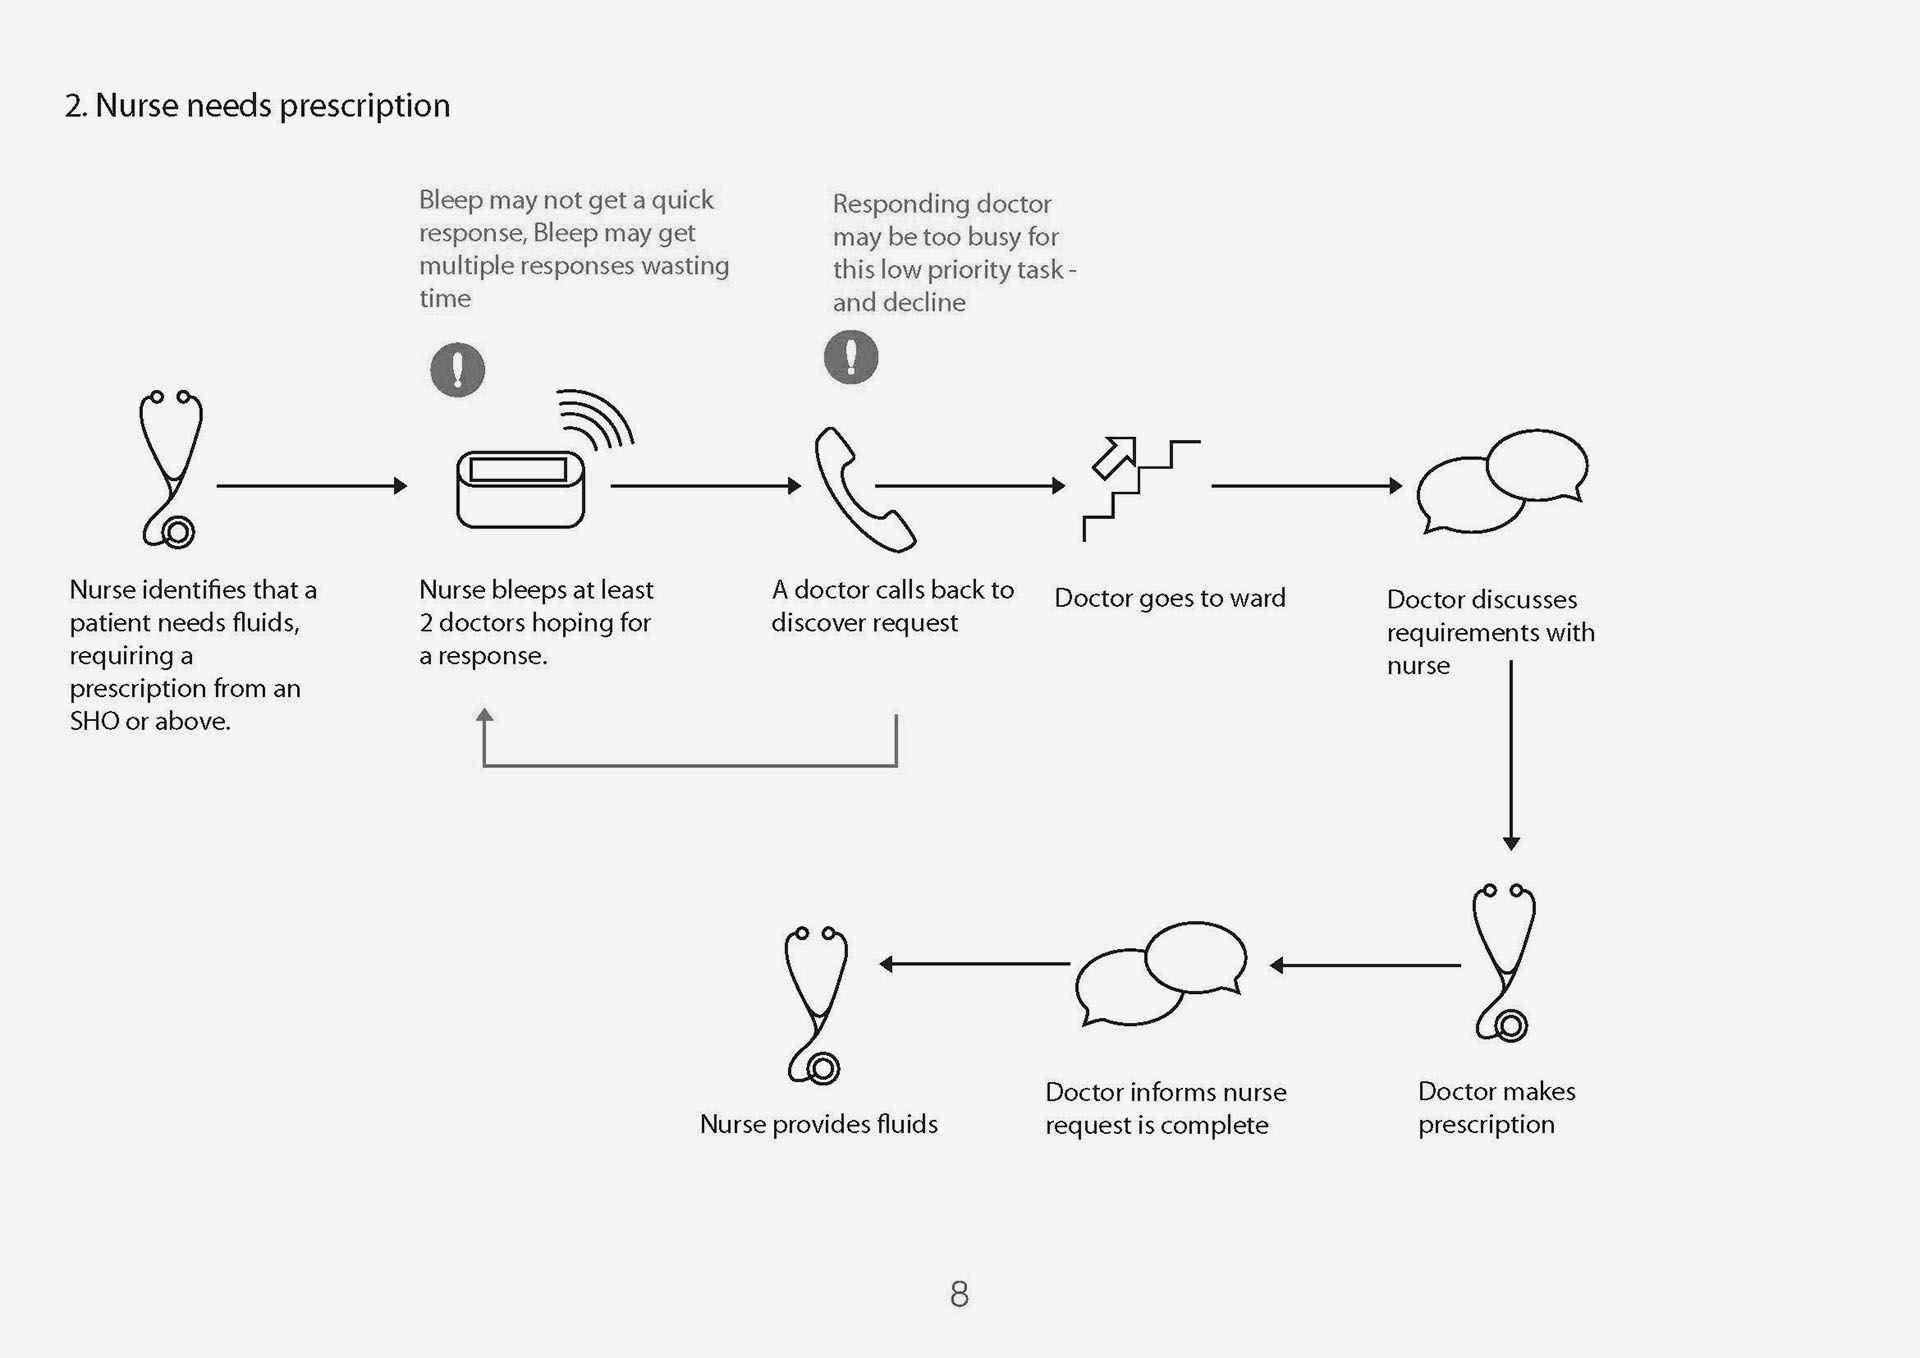 2. Nurse needs prescription
Bleep may not get a quick
response, Bleep may get
multiple responses wasting
time
Responding doctor
may be too busy for
this low priority task -
and decline
Nurse identifies that a
patient needs fluids,
requiring a
prescription from an
SHO or above.
Nurse bleeps at least
2 doctors hoping for
a response.
A doctor calls back to
discover request
Doctor goes to ward
Doctor discusses
requirements with
nurse
Doctor makes
prescription
Doctor informs nurse
request is complete
Nurse provides fluids
8